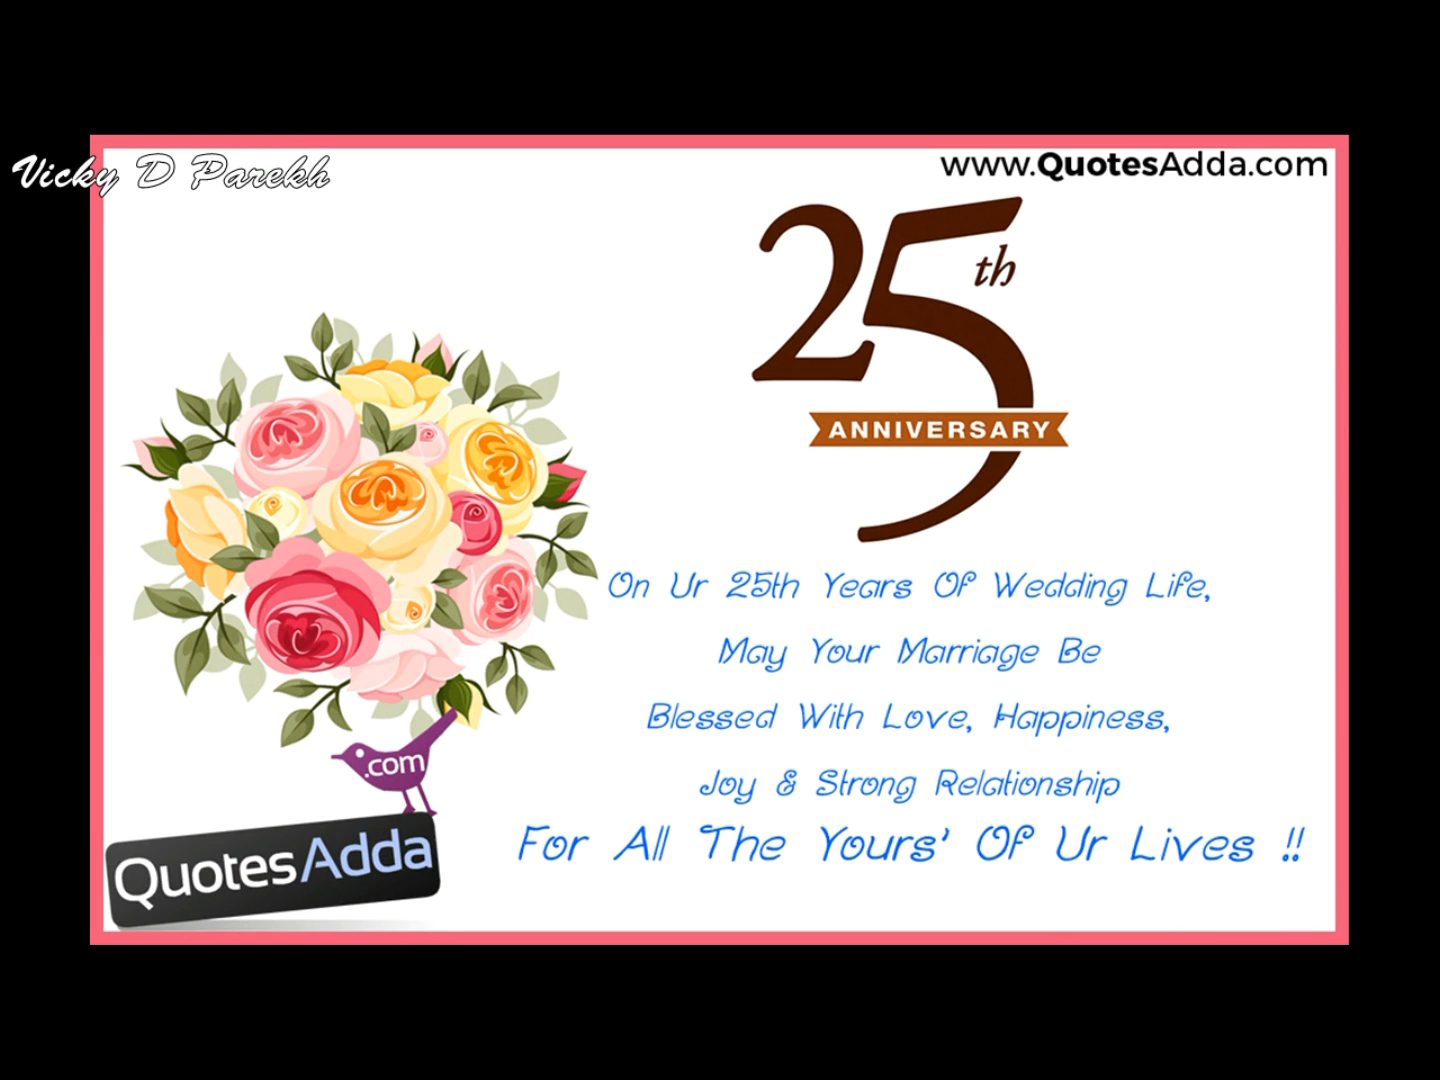 Vicky D Parekh
www.QuotesAdda.com
25th
ANNIVERSARY
On Ur 25th Years Of Wedding Life,
May Your Marriage Be
Blessed With Love, Happiness,
Joy & Strong Relationship
For All The Yours' Of Ur Lives !!
.com
QuotesAdda